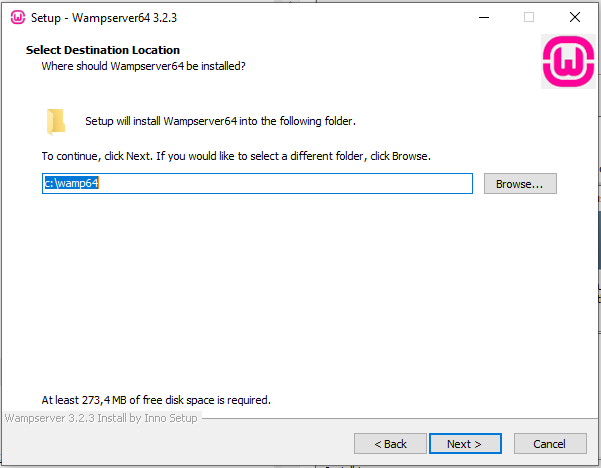 Setup - Wampserver64 3.2.3
Select Destination Location
Where should Wampserver64 be installed?
Setup will install Wampserver64 into the following folder.
To continue, click Next. If you would like to select a different folder, click Browse.
c:\wamp64
Browse...
At least 273,4 MB of free disk space is required.
Wampserver 3.2.3 Install by Inno Setup
< Back
Next >
Cancel